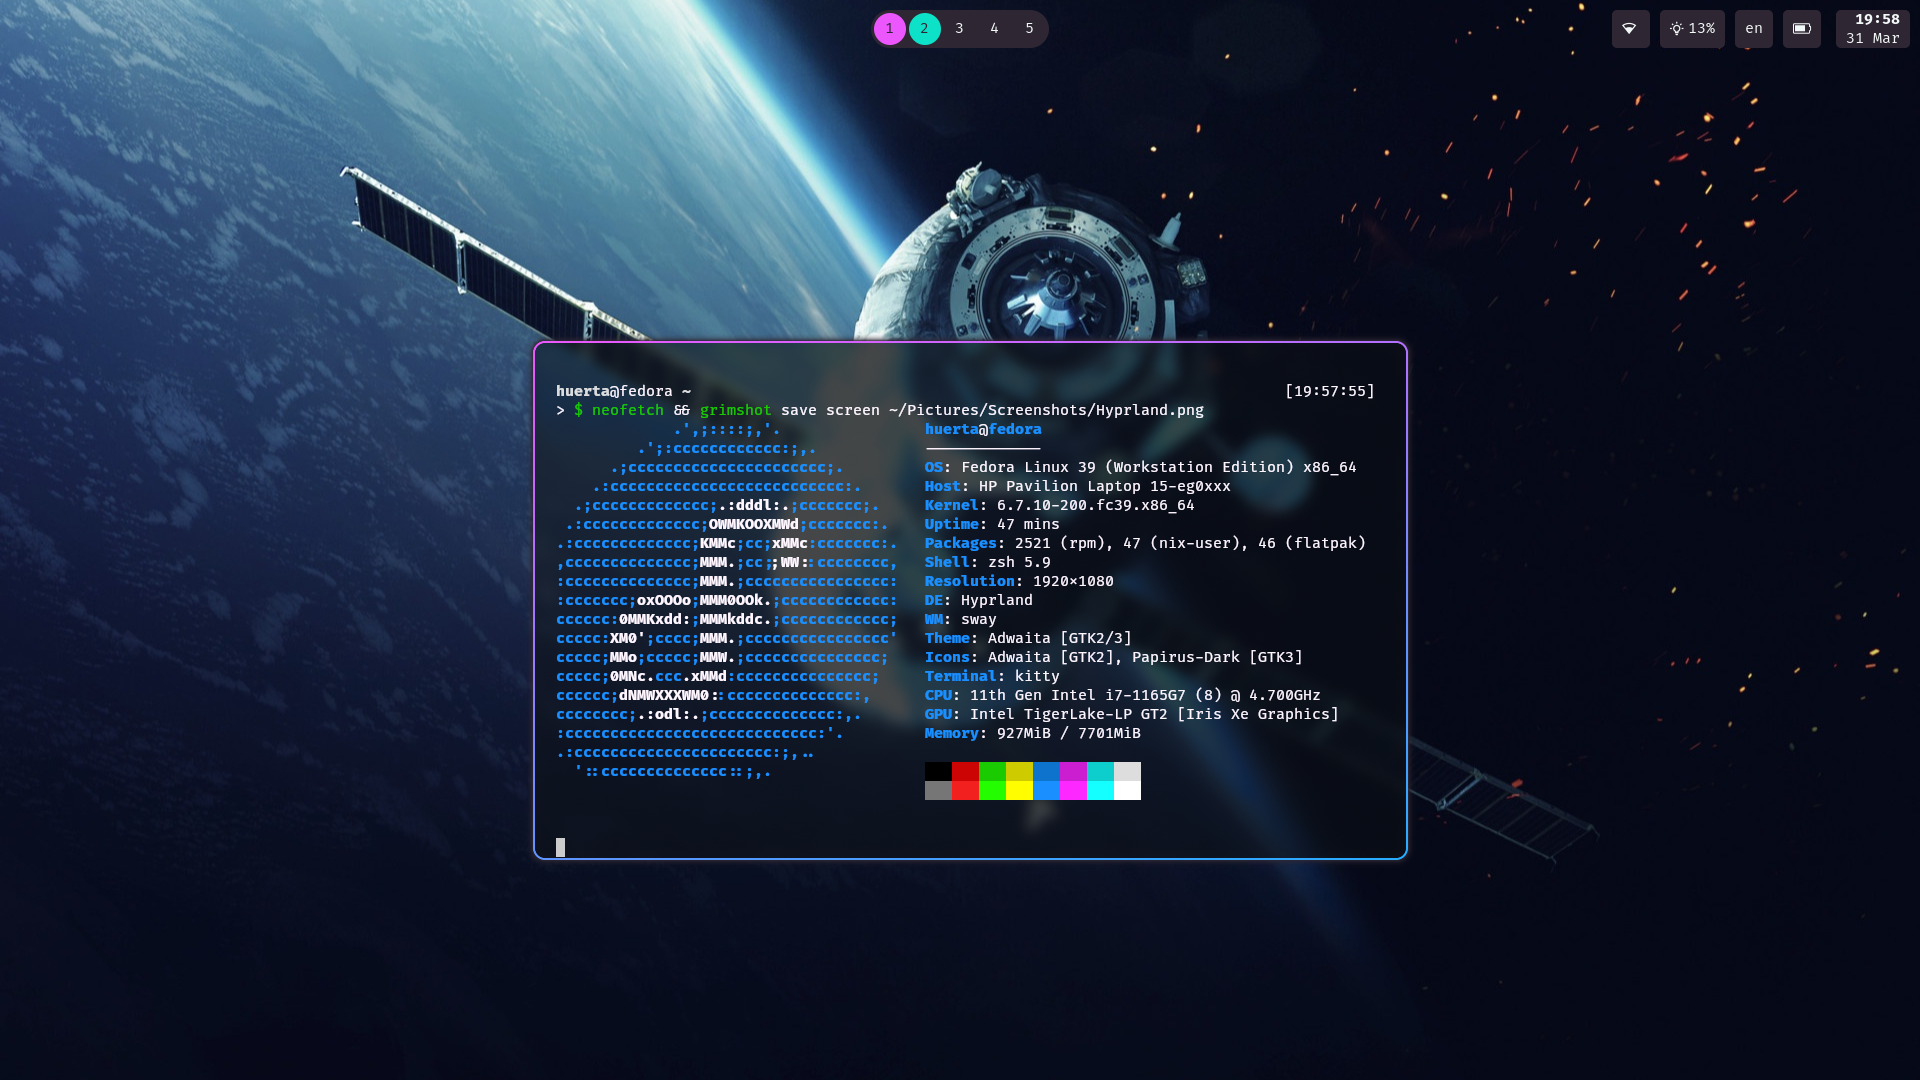 1 2 3 4 5
13%
en
19:58
31 Mar
huerta@fedora ~ [19:57:55]
> $ neofetch && grimshot save screen ~/Pictures/Screenshots/Hyprland.png
.',;::::;,'. huerta@fedora
.';:cccccccccccc:;,. -------------
.;cccccccccccccccccccccc;. OS: Fedora Linux 39 (Workstation Edition) x86_64
.:cccccccccccccccccccccccccc:. Host: HP Pavilion Laptop 15-eg0xxx
.;ccccccccccccc;.:dddl:.;ccccccc;. Kernel: 6.7.10-200.fc39.x86_64
.:ccccccccccccc;OWMKOOXMWd;ccccccc:. Uptime: 47 mins
.:ccccccccccccc;KMMc;cc;xMMc:ccccccc:. Packages: 2521 (rpm), 47 (nix-user), 46 (flatpak)
,cccccccccccccc;MMM.;cc;;WW::cccccccc, Shell: zsh 5.9
:cccccccccccccc;MMM.;cccccccccccccccc: Resolution: 1920×1080
:ccccccc;oxOOOo;MMM0OOk.;cccccccccccc: DE: Hyprland
cccccc:0MMKxdd:;MMMkddc.;cccccccccccc; WM: sway
ccccc:XM0';cccc;MMM.;cccccccccccccccc' Theme: Adwaita [GTK2/3]
ccccc;MMo;ccccc;MMW.;ccccccccccccccc; Icons: Adwaita [GTK2], Papirus-Dark [GTK3]
ccccc;0MNc.ccc.xMMd:ccccccccccccccc; Terminal: kitty
cccccc;dNMWXXXWM0::cccccccccccccc:, CPU: 11th Gen Intel i7-1165G7 (8) @ 4.700GHz
cccccccc;.:odl:.;cccccccccccccc:,. GPU: Intel TigerLake-LP GT2 [Iris Xe Graphics]
:cccccccccccccccccccccccccccc:'. Memory: 927MiB / 7701MiB
.:cccccccccccccccccccccc:;,..
'::cccccccccccccc::;,.